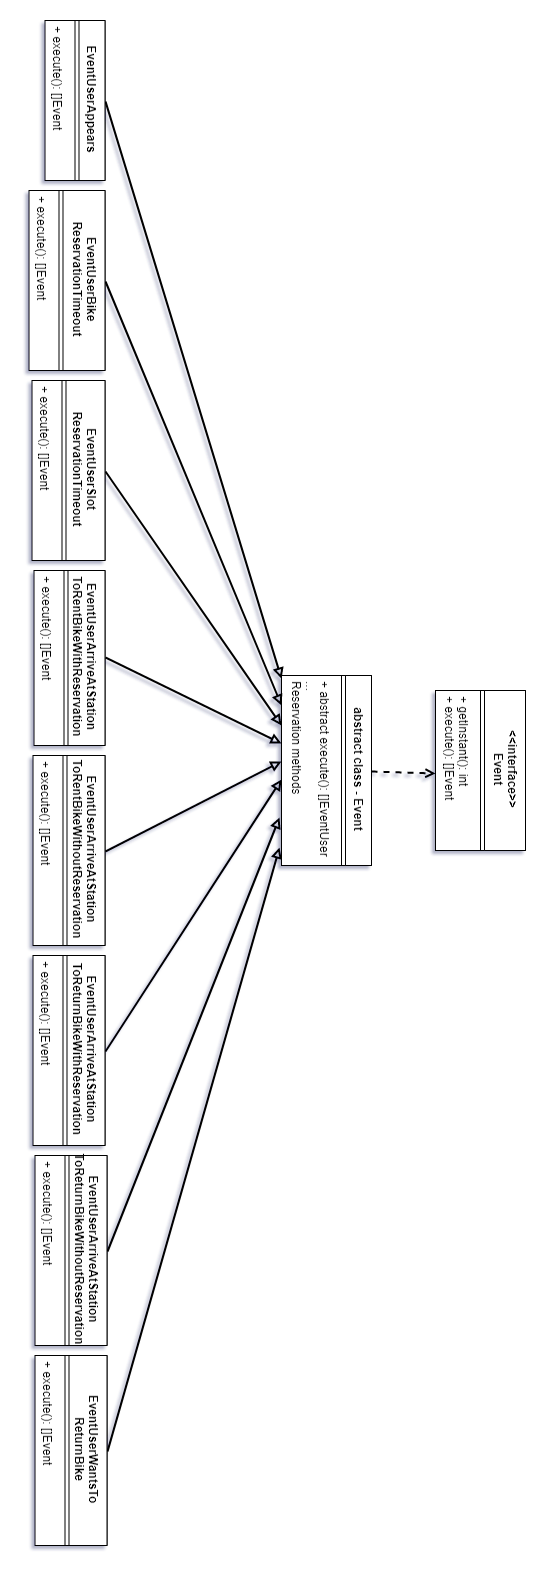 <<interface>>
Event
+ getInstant(): int
+ execute(): []Event
abstract class - Event
+ abstract execute(): []EventUser
...
Reservation methods
EventUserAppears
+ execute(): []Event
EventUserBike
ReservationTimeout
+ execute(): []Event
EventUserSlot
ReservationTimeout
+ execute(): []Event
EventUserArriveAtStation
ToRentBikeWithReservation
+ execute(): []Event
EventUserArriveAtStation
ToRentBikeWithoutReservation
+ execute(): []Event
EventUserArriveAtStation
ToReturnBikeWithReservation
+ execute(): []Event
EventUserArriveAtStation
ToReturnBikeWithoutReservation
+ execute(): []Event
EventUserWantsTo
ReturnBike
+ execute(): []Event